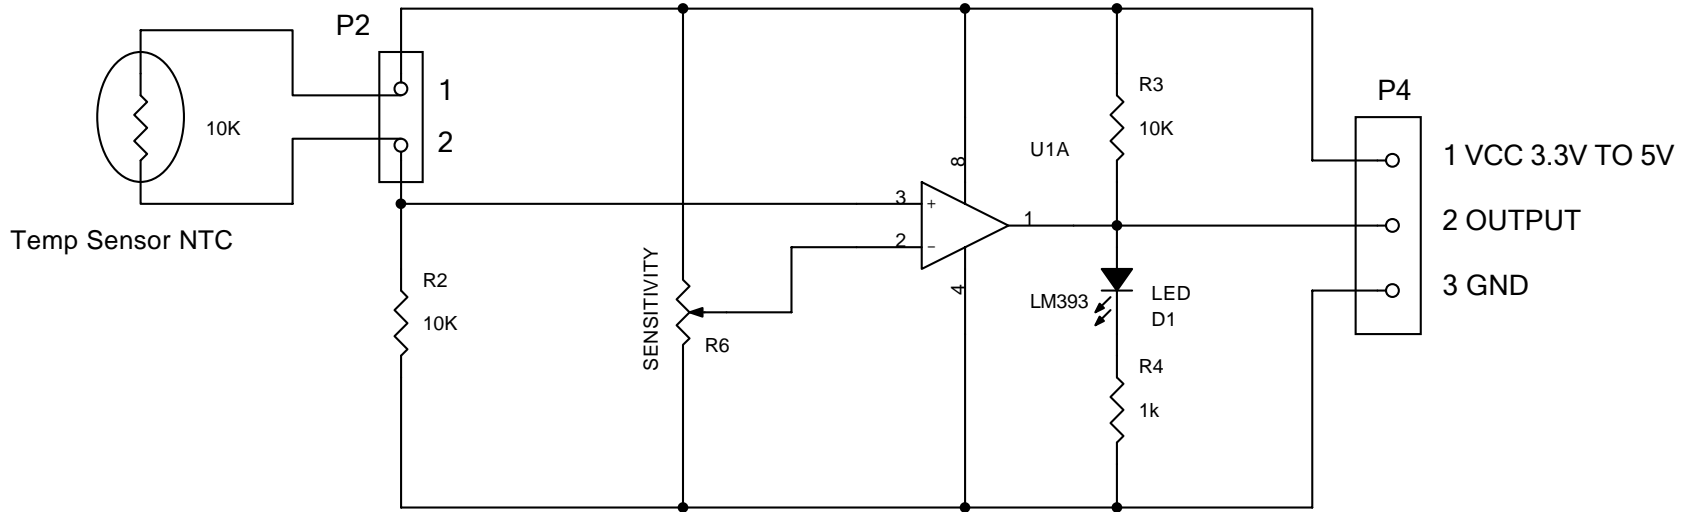 P2
1
2
10K
Temp Sensor NTC
R2
10K
SENSITIVITY
R6
U1A
8
3
+
2
−
4
1
LM393
R3
10K
LED
D1
R4
1k
P4
1 VCC 3.3V TO 5V
2 OUTPUT
3 GND